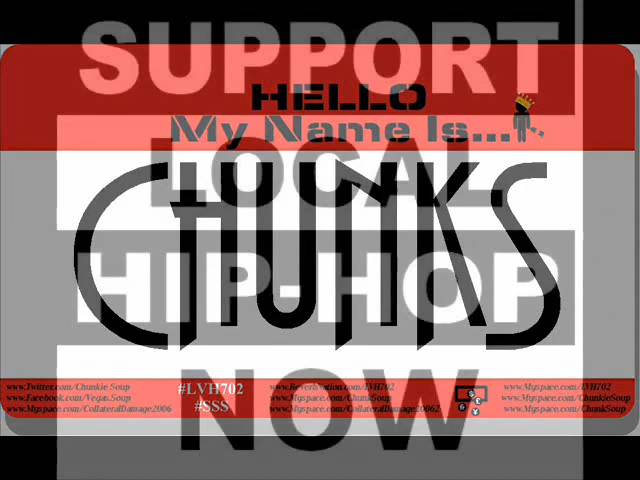 SUPPORT
HELLO
My Name Is...
LOCAL
CHUNKS
HIP-HOP
NOW
www.Twitter.com/Chunkie Soup
www.Facebook.com/Vegas.Soup
www.Myspace.com/CollateralDamage2006
#LVH702
#SSS
www.ReverbNation.com/LVH702
www.Myspace.com/ChunkSoup
www.Myspace.com/CollateralDamage20062
www.Myspace.com/LVH702
www.Myspace.com/ChunkieSoup
www.Myspace.com/ChunkSoup